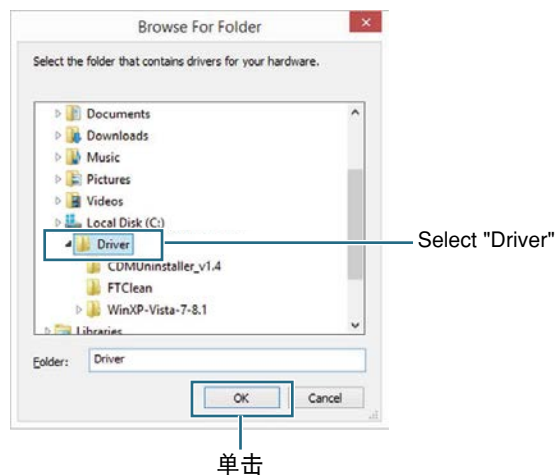 Browse For Folder
Select the folder that contains drivers for your hardware.
Documents
Downloads
Music
Pictures
Videos
Local Disk (C:)
Driver
Select "Driver"
CDMUninstaller_v1.4
FTClean
WinXP-Vista-7-8.1
Libraries
Folder: Driver
OK Cancel
单击